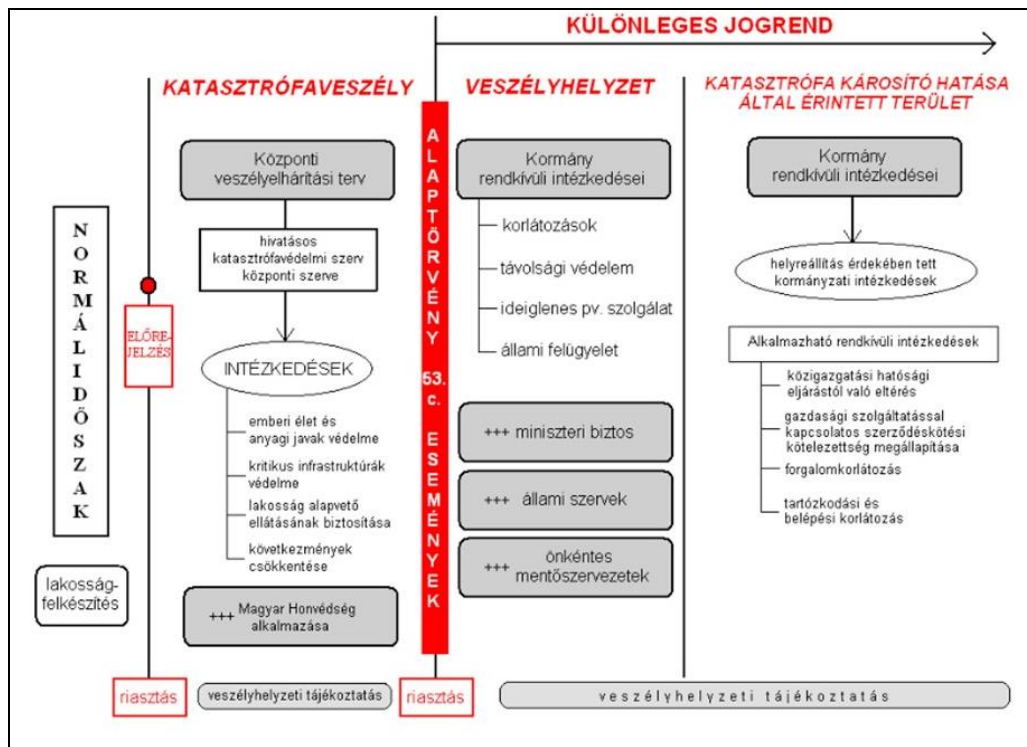 KÜLÖNLEGES JOGREND
NORMÁLIDŐSZAK
lakosság-
felkészítés
ELŐRE-
JELZÉS
riasztás
KATASZTRÓFAVESZÉLY
Központi
veszélyelhárítási terv
hivatásos
katasztrófavédelmi szerv
központi szerve
INTÉZKEDÉSEK
emberi élet és
anyagi javak védelme
kritikus infrastruktúrák
védelme
lakosság alapvető
ellátásának biztosítása
következmények
csökkentése
+++ Magyar Honvédség
alkalmazása
veszélyhelyzeti tájékoztatás
ALAPTÖRVÉNY 53. c. ESEMÉNYEK
riasztás
VESZÉLYHELYZET
Kormány
rendkívüli intézkedései
korlátozások
távolsági védelem
ideiglenes pv. szolgálat
állami felügyelet
+++ miniszteri biztos
+++ állami szervek
+++ önkéntes
mentőszervezetek
KATASZTRÓFA KÁROSÍTÓ HATÁSA
ÁLTAL ÉRINTETT TERÜLET
Kormány
rendkívüli intézkedései
helyreállítás érdekében tett
kormányzati intézkedések
Alkalmazható rendkívüli intézkedések
közigazgatási hatósági
eljárástól való eltérés
gazdasági szolgáltatással
kapcsolatos szerződéskötési
kötelezettség megállapítása
forgalomkorlátozás
tartózkodási és
belépési korlátozás
veszélyhelyzeti tájékoztatás